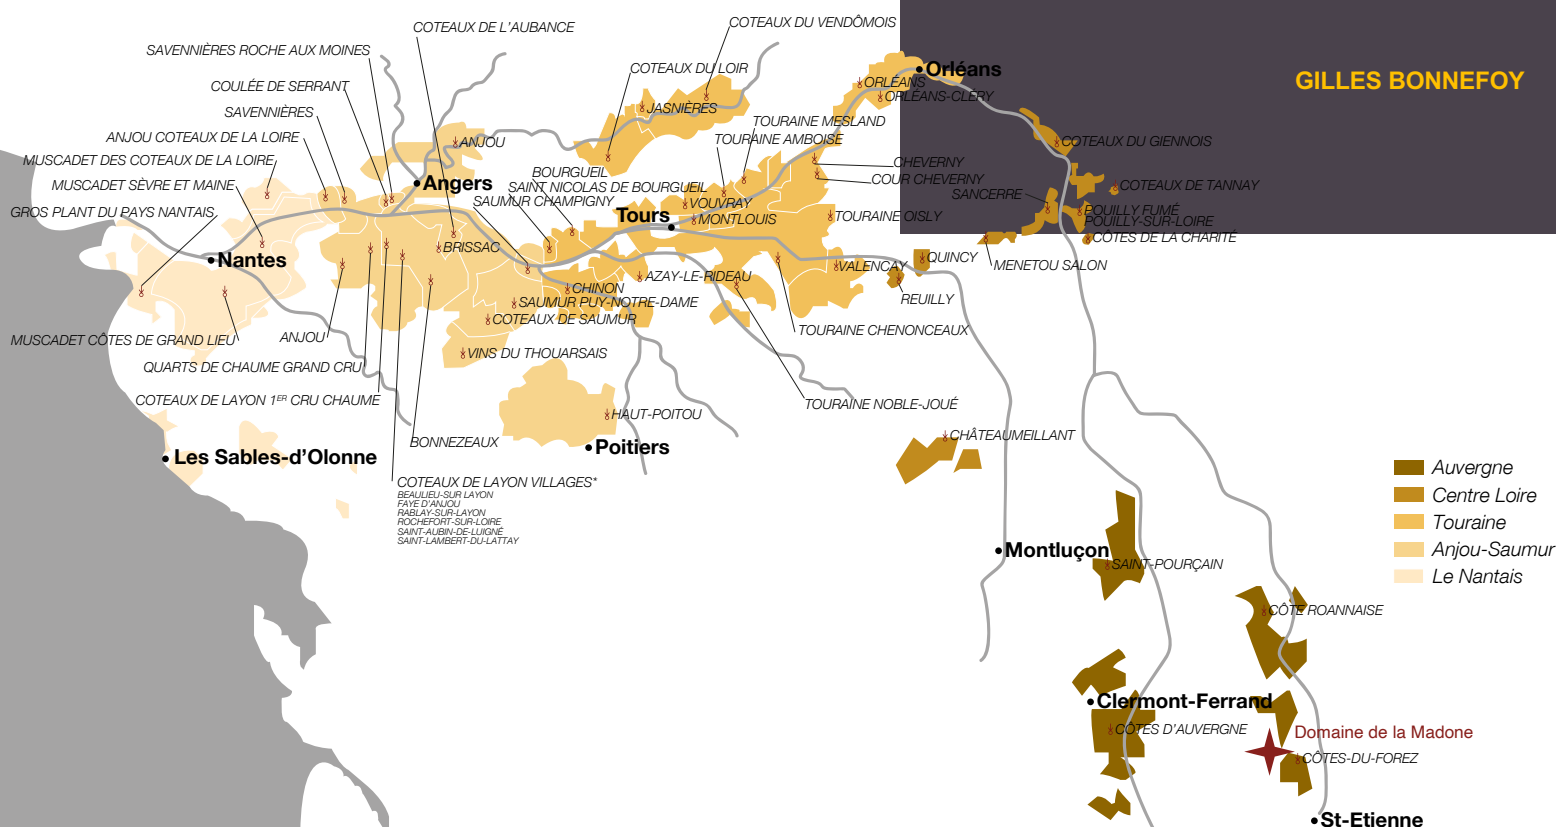 COTEAUX DE L'AUBANCE
COTEAUX DU VENDÔMOIS
SAVENNIÈRES ROCHE AUX MOINES
COTEAUX DU LOIR
Orléans
GILLES BONNEFOY
COULÉE DE SERRANT
ORLÉANS
ORLÉANS-CLÉRY
SAVENNIÈRES
JASNIÈRES
TOURAINE MESLAND
ANJOU COTEAUX DE LA LOIRE
ANJOU
TOURAINE AMBOISE
COTEAUX DU GIENNOIS
MUSCADET DES COTEAUX DE LA LOIRE
BOURGUEIL
CHEVERNY
MUSCADET SÈVRE ET MAINE
Angers
SAINT NICOLAS DE BOURGUEIL
COUR CHEVERNY
COTEAUX DE TANNAY
SAUMUR CHAMPIGNY
VOUVRAY
SANCERRE
GROS PLANT DU PAYS NANTAIS
Tours
MONTLOUIS
TOURAINE OISLY
POUILLY FUMÉ
POUILLY-SUR-LOIRE
CÔTES DE LA CHARITÉ
BRISSAC
Nantes
QUINCY
VALENÇAY
MENETOU SALON
AZAY-LE-RIDEAU
CHINON
REUILLY
SAUMUR PUY-NOTRE-DAME
COTEAUX DE SAUMUR
TOURAINE CHENONCEAUX
MUSCADET CÔTES DE GRAND LIEU
ANJOU
VINS DU THOUARSAIS
QUARTS DE CHAUME GRAND CRU
COTEAUX DE LAYON 1ER CRU CHAUME
TOURAINE NOBLE-JOUÉ
HAUT-POITOU
BONNEZEAUX
CHÂTEAUMEILLANT
Poitiers
Les Sables-d'Olonne
COTEAUX DE LAYON VILLAGES*
BEAULIEU-SUR LAYON
FAYE D'ANJOU
RABLAY-SUR-LAYON
ROCHEFORT-SUR-LOIRE
SAINT-AUBIN-DE-LUIGNÉ
SAINT-LAMBERT-DU-LATTAY
Auvergne
Centre Loire
Touraine
Anjou-Saumur
Le Nantais
Montluçon
SAINT-POURÇAIN
CÔTE ROANNAISE
Clermont-Ferrand
CÔTES D'AUVERGNE
Domaine de la Madone
CÔTES-DU-FOREZ
St-Etienne